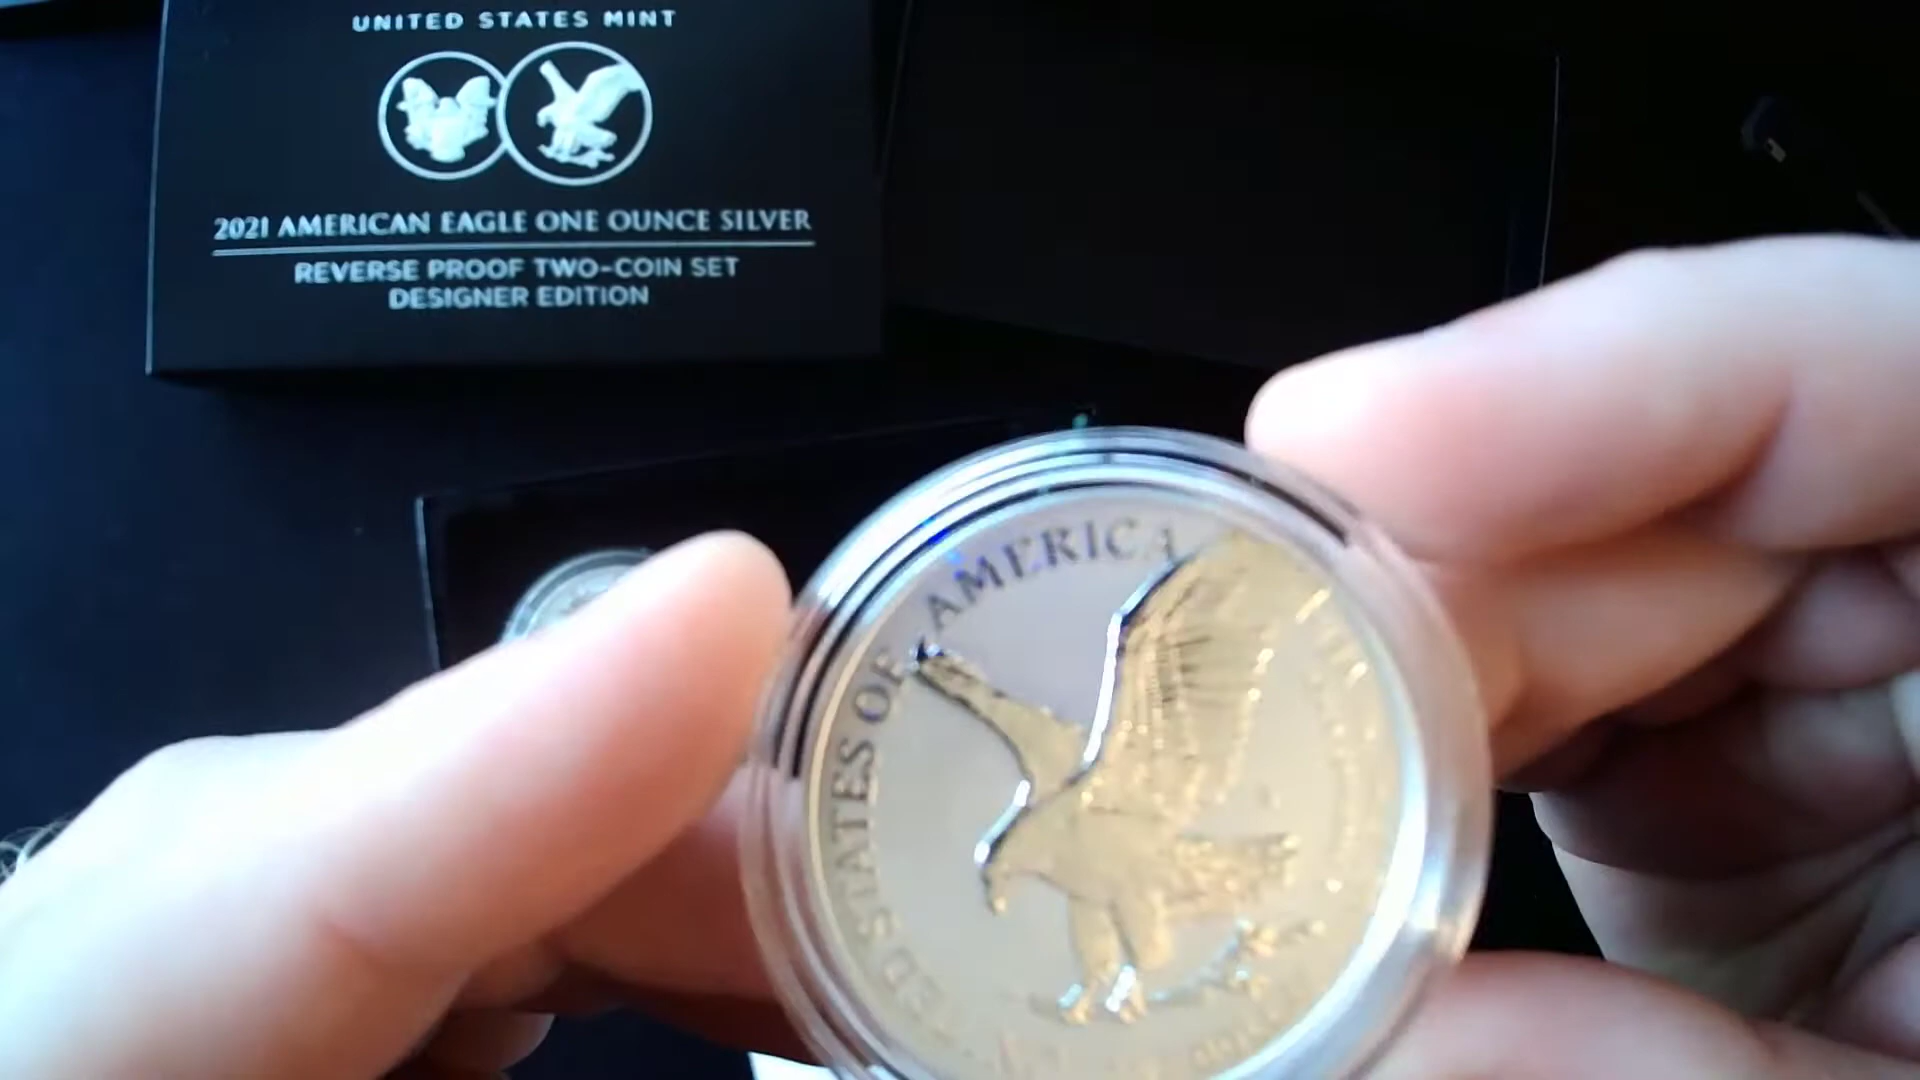 UNITED STATES MINT
2021 AMERICAN EAGLE ONE OUNCE SILVER
REVERSE PROOF TWO-COIN SET
DESIGNER EDITION
TED STATES OF AMERICA